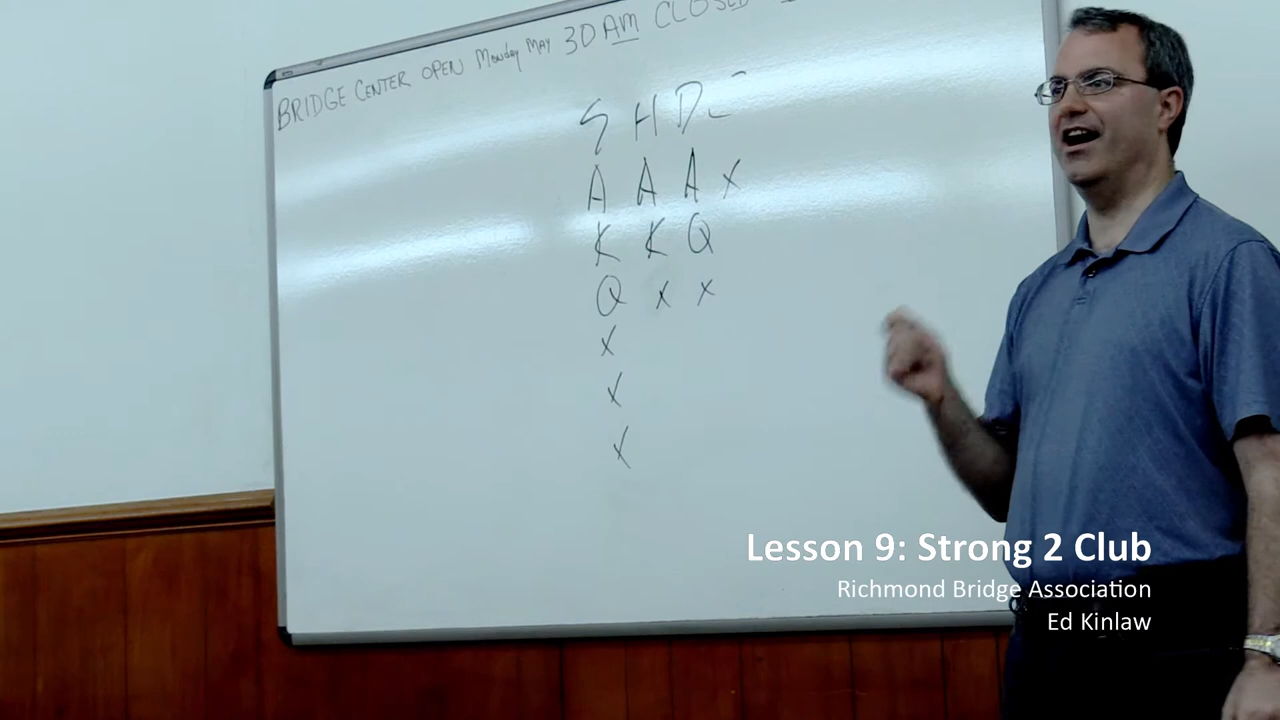 BRIDGE CENTER OPEN Monday MAY 30 AM CLOSED
S H D C
A A A x
K K Q
Q x x
x
x
x
Lesson 9: Strong 2 Club
Richmond Bridge Association
Ed Kinlaw